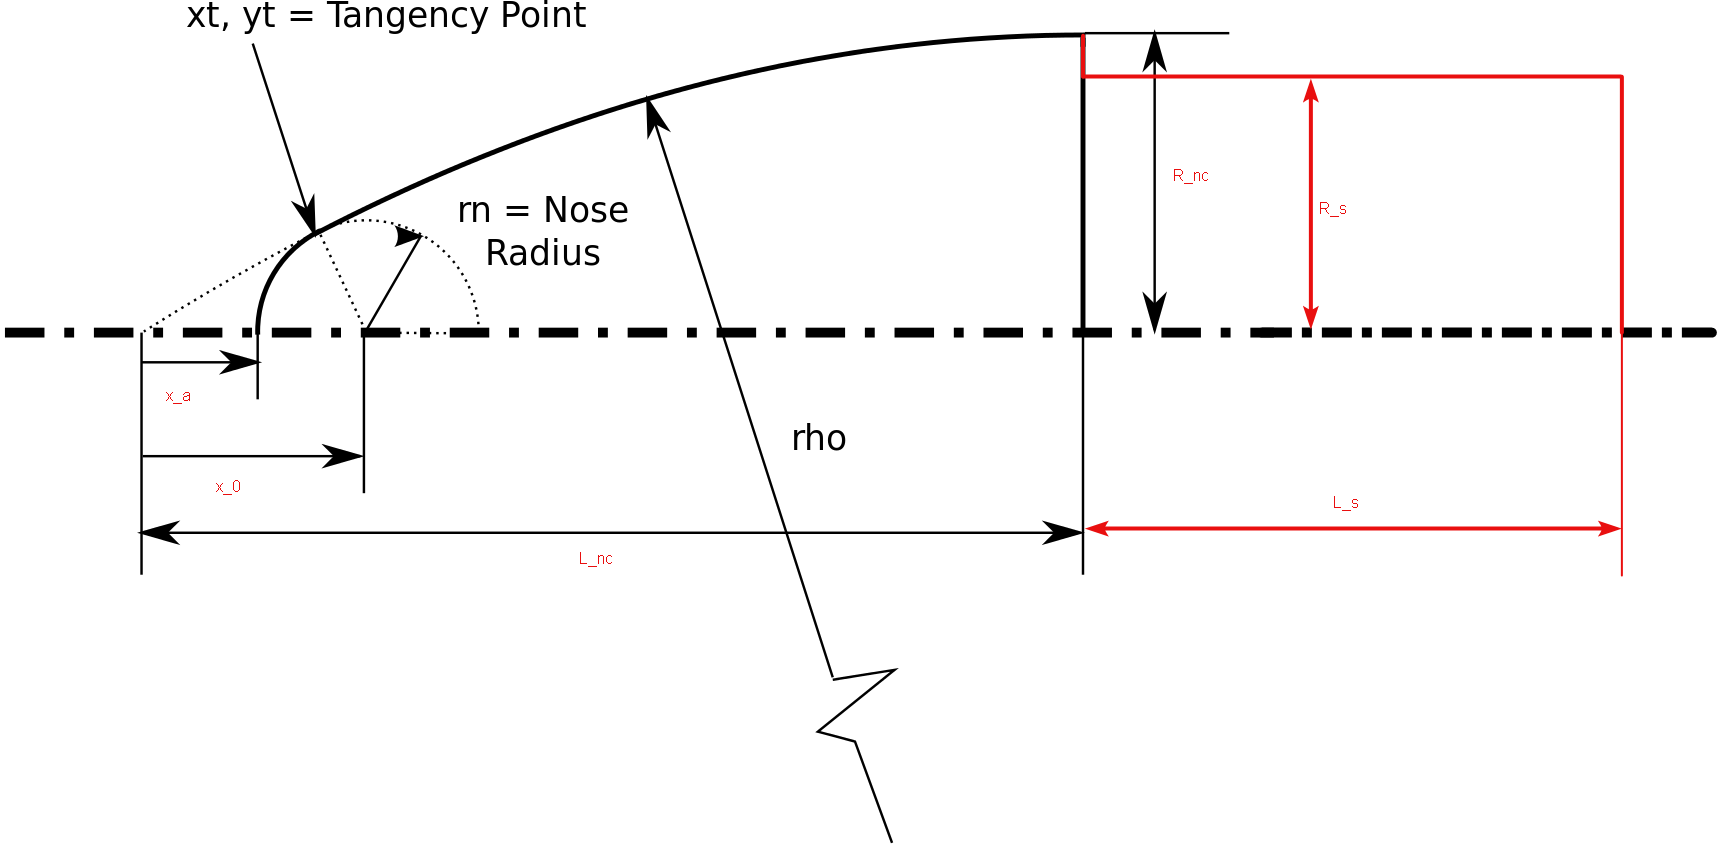 xt, yt = Tangency Point
rn = Nose
Radius
R_nc
R_s
x_a
rho
x_0
L_s
L_nc